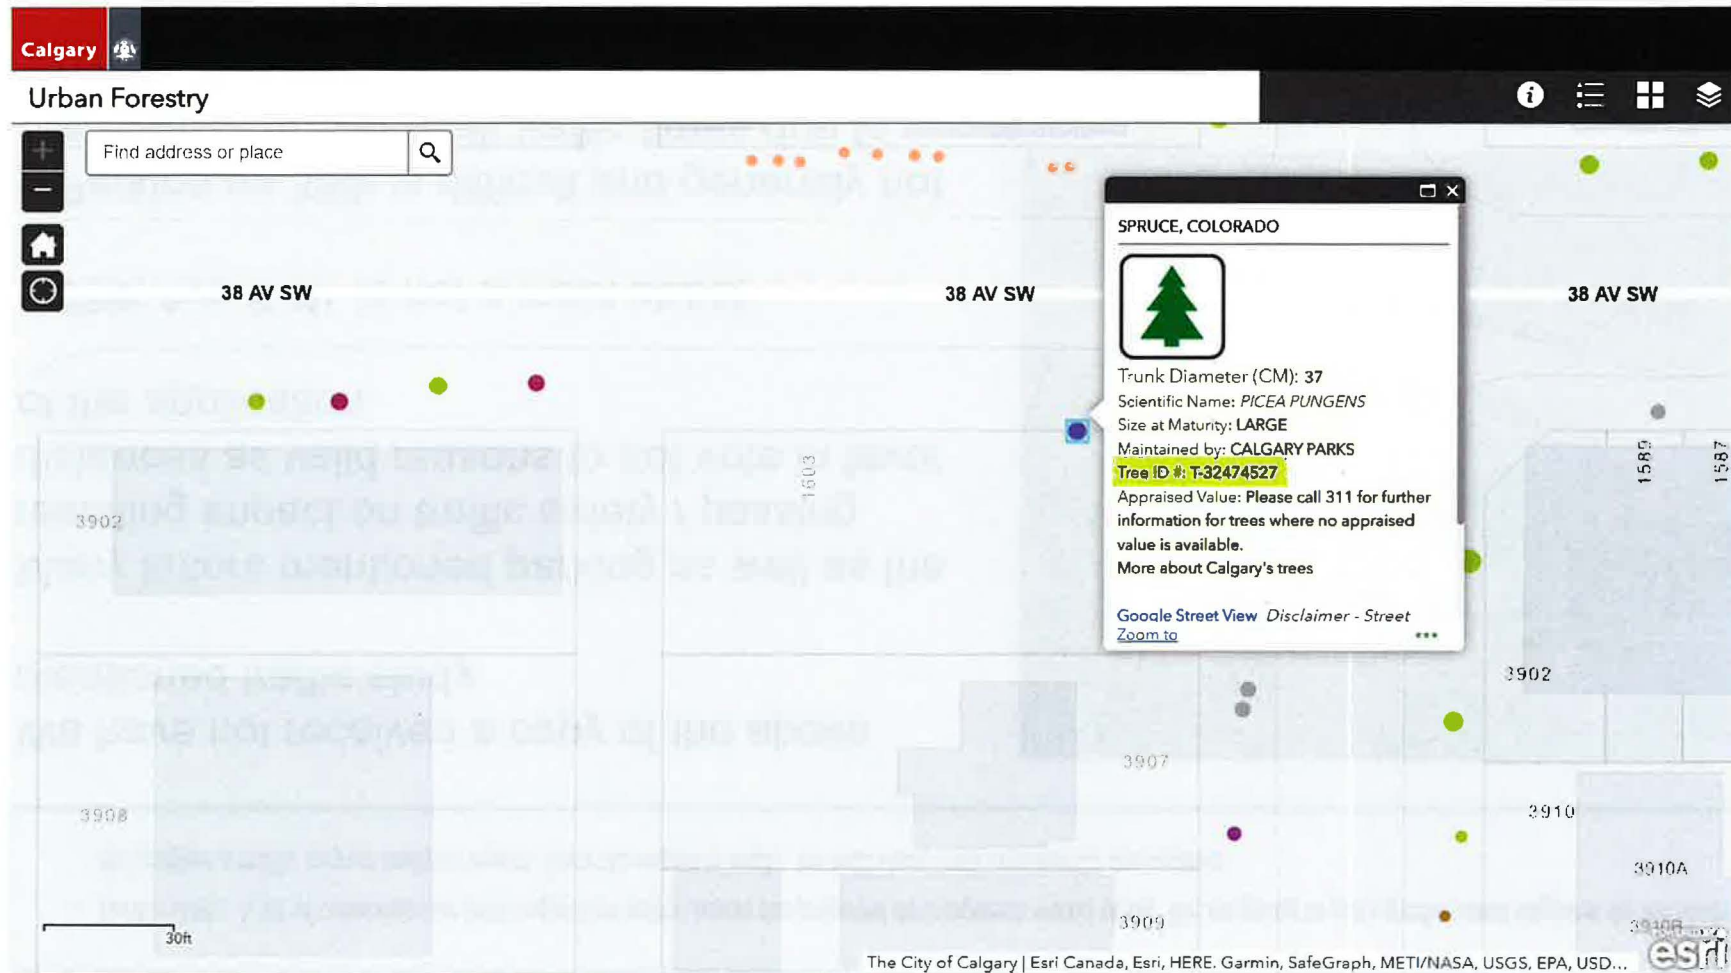 Calgary
Urban Forestry
Find address or place
38 AV SW
38 AV SW
38 AV SW
SPRUCE, COLORADO
Trunk Diameter (CM): 37
Scientific Name: PICEA PUNGENS
Size at Maturity: LARGE
Maintained by: CALGARY PARKS
Tree ID #: T-32474527
Appraised Value: Please call 311 for further
information for trees where no appraised
value is available.
More about Calgary's trees
Google Street View Disclaimer - Street
Zoom to
1603
1589
1587
3902
3902
3907
3908
3910
3910A
3909
30ft
The City of Calgary | Esri Canada, Esri, HERE. Garmin, SafeGraph, METI/NASA, USGS, EPA, USD...
esri